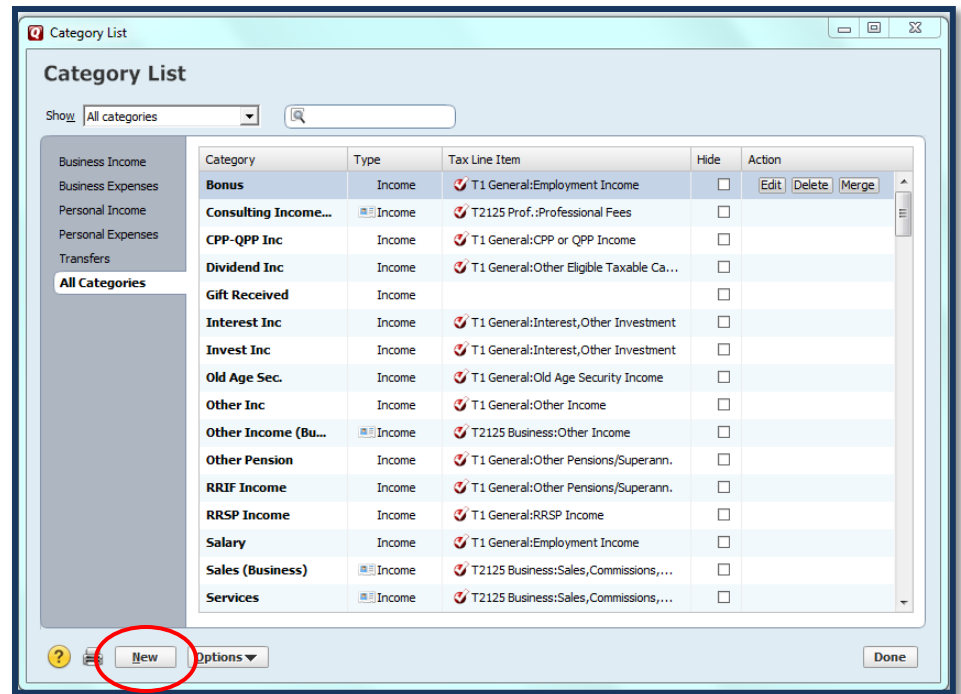 Category List
Category List
Show All categories
Business Income
Business Expenses
Personal Income
Personal Expenses
Transfers
All Categories
Category Type Tax Line Item Hide Action
Bonus Income T1 General:Employment Income Edit Delete Merge
Consulting Income... Income T2125 Prof.:Professional Fees
CPP-QPP Inc Income T1 General:CPP or QPP Income
Dividend Inc Income T1 General:Other Eligible Taxable Ca...
Gift Received Income
Interest Inc Income T1 General:Interest,Other Investment
Invest Inc Income T1 General:Interest,Other Investment
Old Age Sec. Income T1 General:Old Age Security Income
Other Inc Income T1 General:Other Income
Other Income (Bu... Income T2125 Business:Other Income
Other Pension Income T1 General:Other Pensions/Superann.
RRIF Income Income T1 General:Other Pensions/Superann.
RRSP Income Income T1 General:RRSP Income
Salary Income T1 General:Employment Income
Sales (Business) Income T2125 Business:Sales,Commissions,...
Services Income T2125 Business:Sales,Commissions,...
? New Options Done